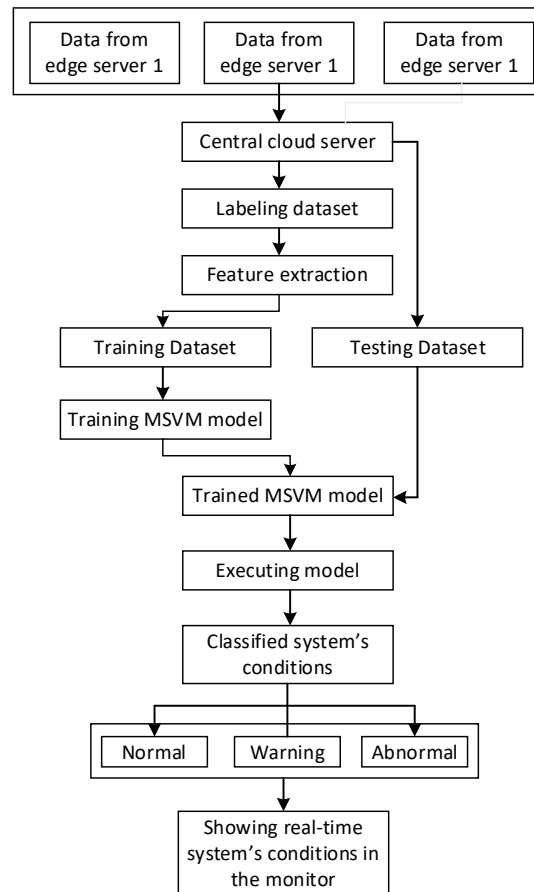 Data from
edge server 1
Data from
edge server 1
Data from
edge server 1
Central cloud server
Labeling dataset
Feature extraction
Training Dataset
Testing Dataset
Training MSVM model
Trained MSVM model
Executing model
Classified system’s
conditions
Normal
Warning
Abnormal
Showing real-time
system’s conditions in
the monitor